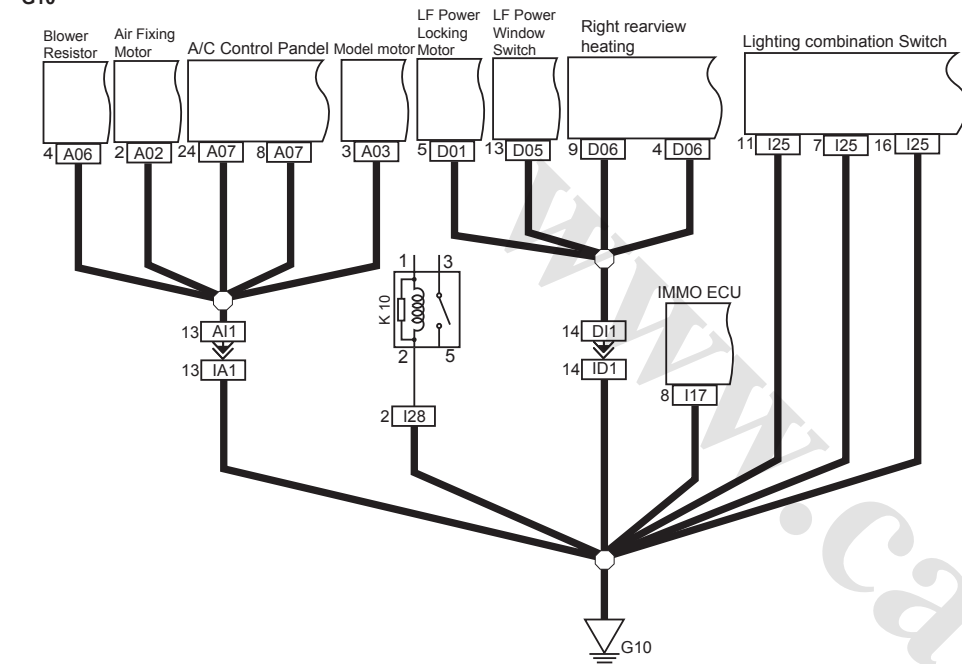 G10
Blower
Resistor
Air Fixing
Motor
A/C Control Pandel
Model motor
LF Power
Locking
Motor
LF Power
Window
Switch
Right rearview
heating
Lighting combination Switch
4 A06
2 A02
24 A07
8 A07
3 A03
5 D01
13 D05
9 D06
4 D06
11 I25
7 I25
16 I25
1 3
K 10
2 5
IMMO ECU
13 AI1
14 DI1
13 IA1
14 ID1
8 I17
2 I28
G10
www.ca